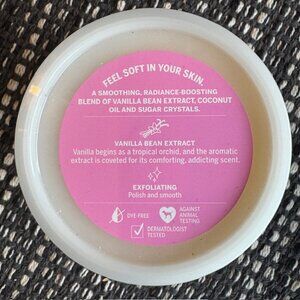 FEEL SOFT IN YOUR SKIN.
A SMOOTHING, RADIANCE-BOOSTING
BLEND OF VANILLA BEAN EXTRACT, COCONUT
OIL AND SUGAR CRYSTALS.
VANILLA BEAN EXTRACT
Vanilla begins as a tropical orchid, and the aromatic
extract is coveted for its comforting, addicting scent.
EXFOLIATING
Polish and smooth
DYE-FREE
AGAINST
ANIMAL
TESTING
DERMATOLOGIST
TESTED